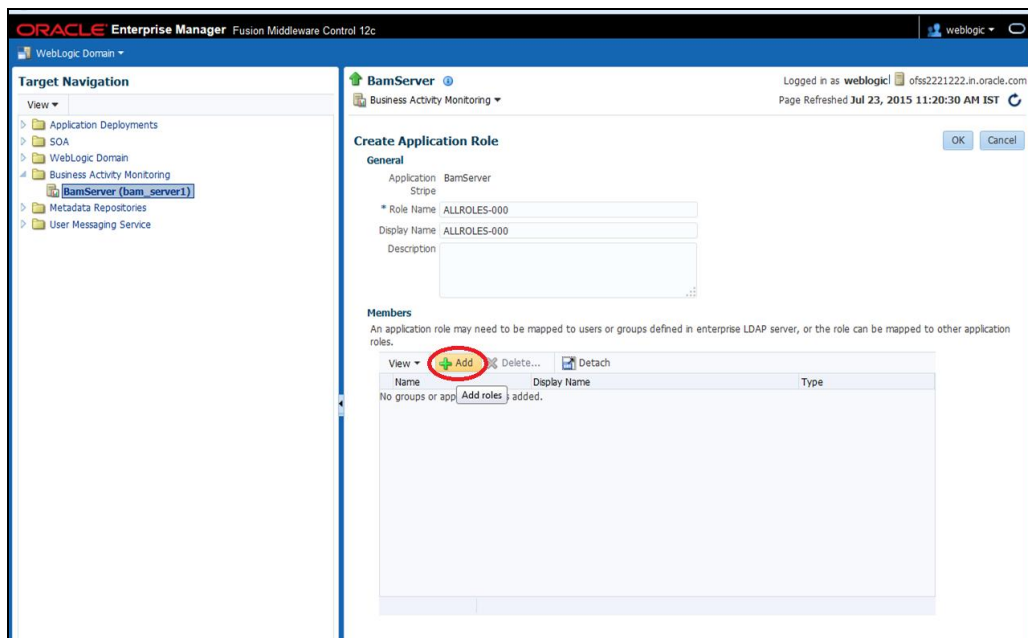 ORACLE Enterprise Manager Fusion Middleware Control 12c
weblogic
WebLogic Domain
Target Navigation
View
Application Deployments
SOA
WebLogic Domain
Business Activity Monitoring
BamServer (bam_server1)
Metadata Repositories
User Messaging Service
BamServer
Logged in as weblogic ofss2221222.in.oracle.com
Business Activity Monitoring
Page Refreshed Jul 23, 2015 11:20:30 AM IST
Create Application Role
OK Cancel
General
Application Stripe BamServer
* Role Name ALLROLES-000
Display Name ALLROLES-000
Description
Members
An application role may need to be mapped to users or groups defined in enterprise LDAP server, or the role can be mapped to other application
roles.
View Add Delete... Detach
Name Display Name Type
No groups or app added.
Add roles